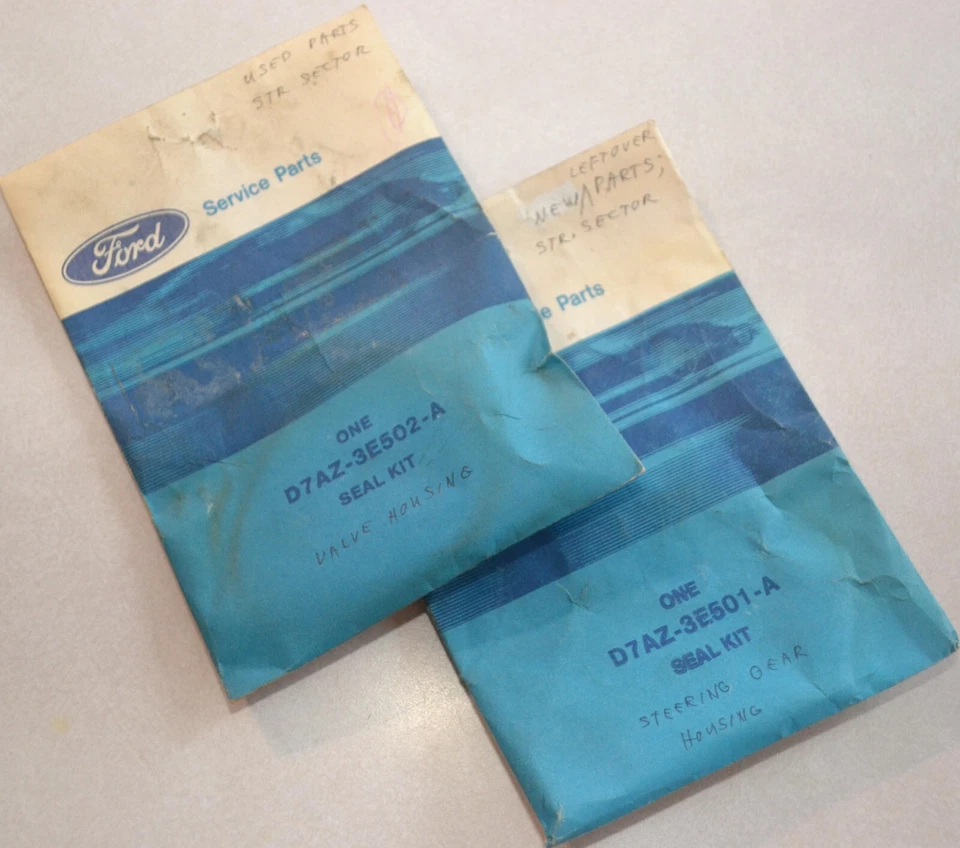 USED PARTS
STR SECTOR
Service Parts
Ford
ONE
D7AZ-3E502-A
SEAL KIT
VALVE HOUSING
LEFTOVER
NEW/\PARTS;
STR. SECTOR
e Parts
ONE
D7AZ-3E501-A
SEAL KIT
STEERING GEAR
HOUSING